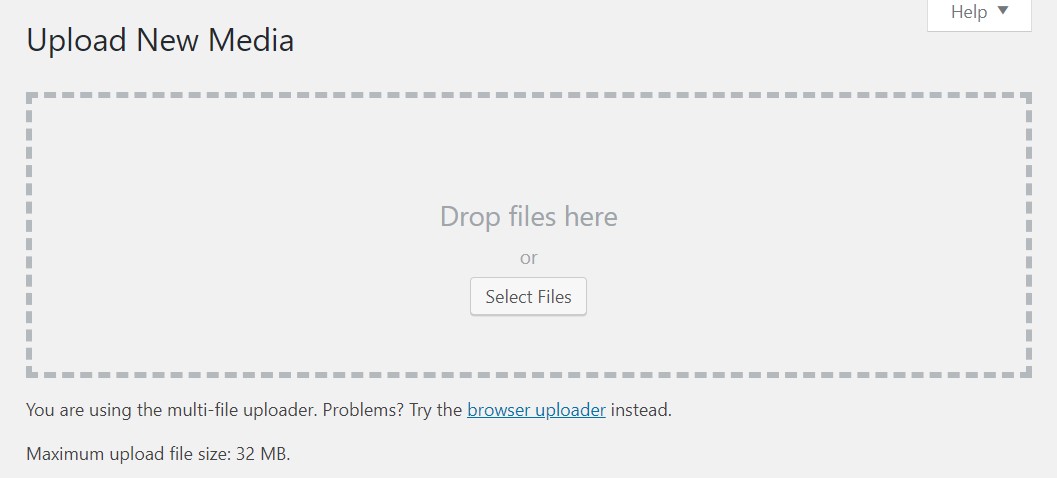 Help
Upload New Media
Drop files here
or
Select Files
You are using the multi-file uploader. Problems? Try the browser uploader instead.
Maximum upload file size: 32 MB.